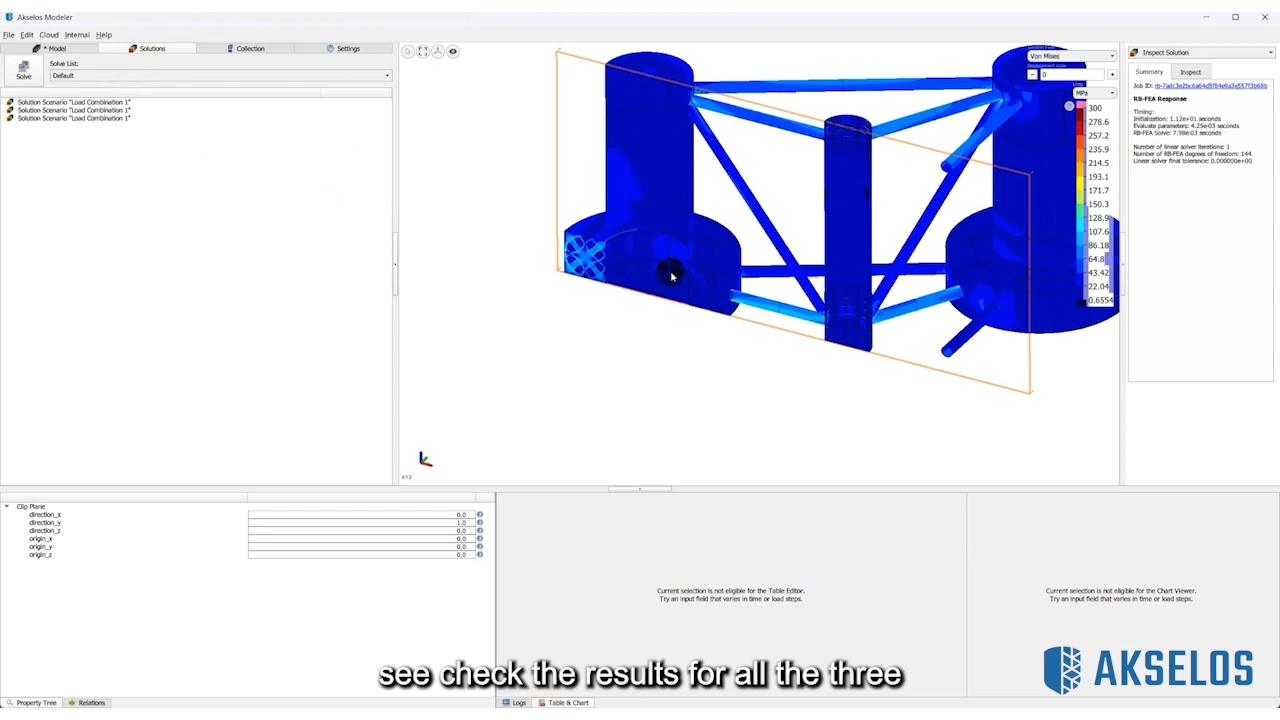 Akselos Modeler
File Edit Cloud Internal Help
* Model
Solutions
Collection
Settings
Solve
Solve List:
Default
Solution Scenario "Load Combination 1"
Solution Scenario "Load Combination 1"
Solution Scenario "Load Combination 1"
Von Mises
0
MPa
300
278.6
257.2
235.9
214.5
193.1
171.7
150.3
128.9
107.6
86.18
64.8
43.42
22.04
0.6554
XYZ
Inspect Solution
Summary
Inspect
RB-FEA Response
Timing:
Initialization: 1.12e+01 seconds
Evaluate parameters: 4.25e-03 seconds
RB-FEA Solve: 7.98e-03 seconds
Number of linear solver iterations: 1
Number of RB-FEA degrees of freedom: 144
Linear solver final tolerance: 0.000000e+00
Clip Plane
direction_x 0.0
direction_y 1.0
direction_z 0.0
origin_x 0.0
origin_y 0.0
origin_z 0.0
Current selection is not eligible for the Table Editor.
Try an input field that varies in time or load steps.
Current selection is not eligible for the Chart Viewer.
Try an input field that varies in time or load steps.
see check the results for all the three
AKSELOS
Property Tree
Relations
Logs
Table & Chart